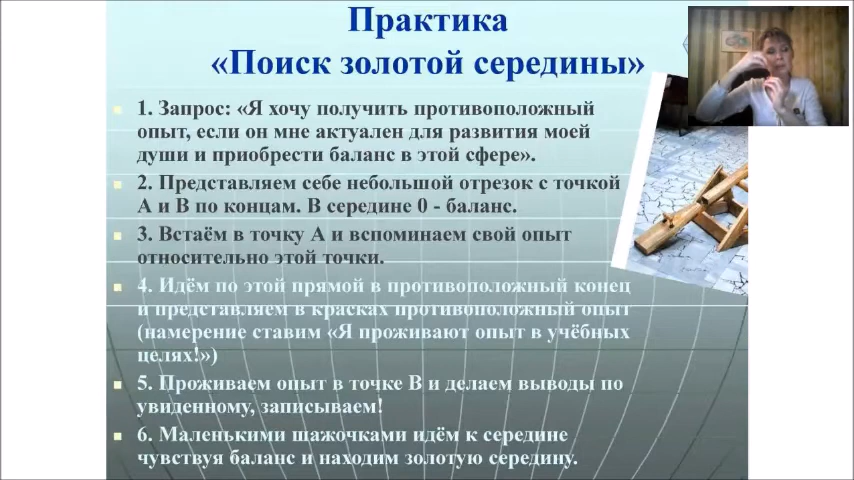 Практика
«Поиск золотой середины»
1. Запрос: «Я хочу получить противоположный
опыт, если он мне актуален для развития моей
души и приобрести баланс в этой сфере».
2. Представляем себе небольшой отрезок с точкой
А и В по концам. В середине 0 - баланс.
3. Встаём в точку А и вспоминаем свой опыт
относительно этой точки.
4. Идём по этой прямой в противоположный конец
и представляем в красках противоположный опыт
(намерение ставим «Я проживают опыт в учёбных
целях!»)
5. Проживаем опыт в точке В и делаем выводы по
увиденному, записываем!
6. Маленькими шажочками идём к середине
чувствуя баланс и находим золотую середину.